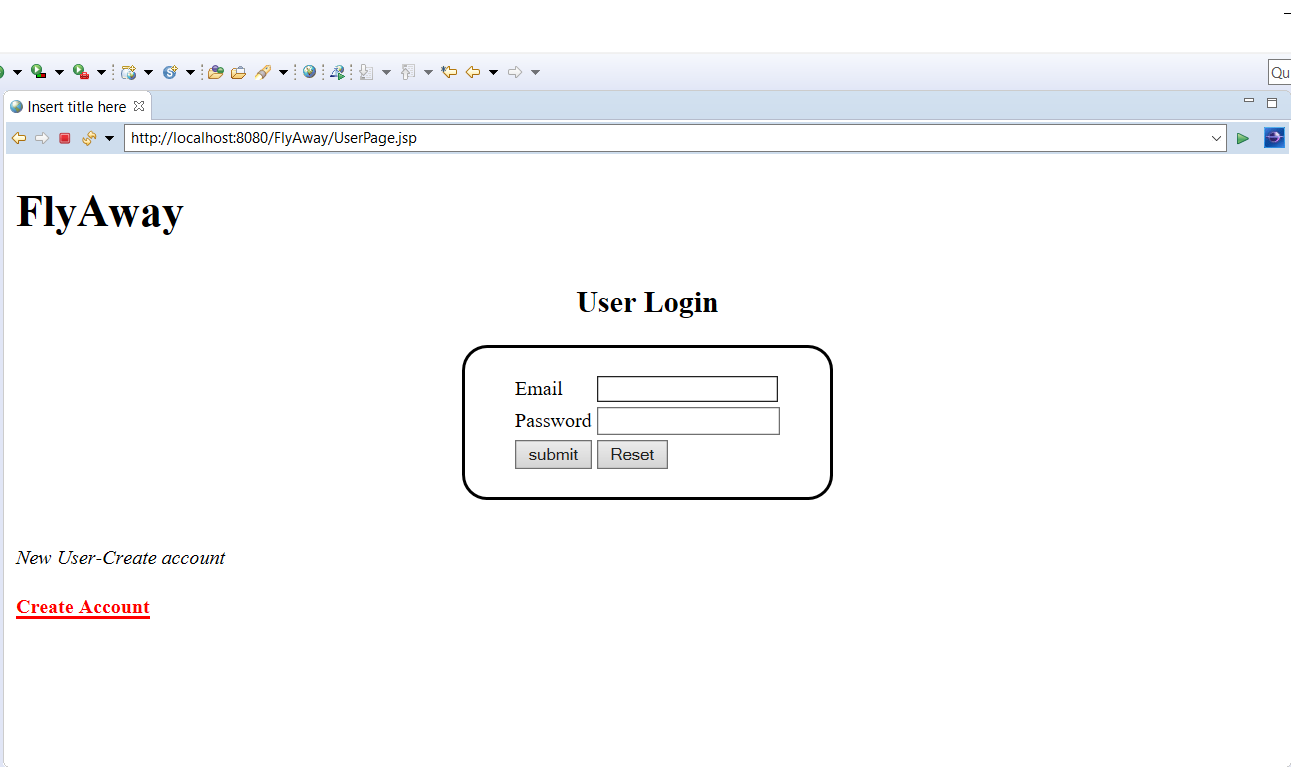 Qu
Insert title here
http://localhost:8080/FlyAway/UserPage.jsp
FlyAway
User Login
Email
Password
submit Reset
New User-Create account
Create Account